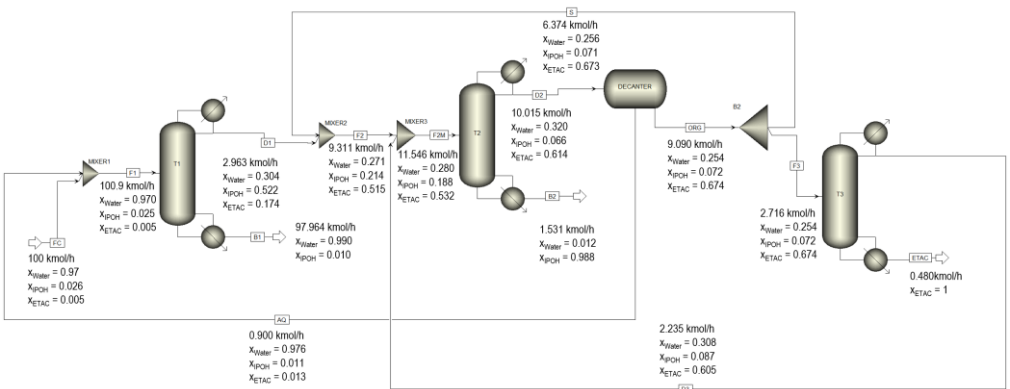 S
6.374 kmol/h
xWater = 0.256
xIPOH = 0.071
xETAC = 0.673
DECANTER
D2
10.015 kmol/h
xWater = 0.320
xIPOH = 0.066
xETAC = 0.614
ORG
9.090 kmol/h
xWater = 0.254
xIPOH = 0.072
xETAC = 0.674
B2
F3
MIXER1
F1
100.9 kmol/h
xWater = 0.970
xIPOH = 0.025
xETAC = 0.005
T1
D1
2.963 kmol/h
xWater = 0.304
xIPOH = 0.522
xETAC = 0.174
MIXER2
F2
9.311 kmol/h
xWater = 0.271
xIPOH = 0.214
xETAC = 0.515
MIXER3
F2M
11.546 kmol/h
xWater = 0.280
xIPOH = 0.188
xETAC = 0.532
T2
B2
1.531 kmol/h
xWater = 0.012
xIPOH = 0.988
2.716 kmol/h
xWater = 0.254
xIPOH = 0.072
xETAC = 0.674
T3
ETAC
0.480kmol/h
xETAC = 1
FC
100 kmol/h
xWater = 0.97
xIPOH = 0.026
xETAC = 0.005
B1
97.964 kmol/h
xWater = 0.990
xIPOH = 0.010
AQ
0.900 kmol/h
xWater = 0.976
xIPOH = 0.011
xETAC = 0.013
2.235 kmol/h
xWater = 0.308
xIPOH = 0.087
xETAC = 0.605